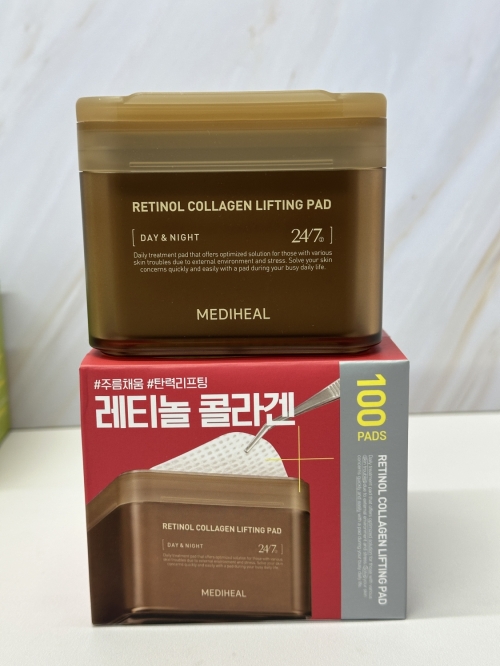 RETINOL COLLAGEN LIFTING PAD
[ DAY & NIGHT 24/7 ]
Daily treatment pad that offers optimized solution for those with various
skin troubles due to external environment and stress. Solve your skin
concerns quickly and easily with a pad during your busy daily life.
MEDIHEAL
#주름채움 #탄력리프팅
레티놀 콜라겐
100
PADS
RETINOL COLLAGEN LIFTING PAD
RETINOL COLLAGEN LIFTING PAD
[ DAY & NIGHT 24/7 ]
MEDIHEAL